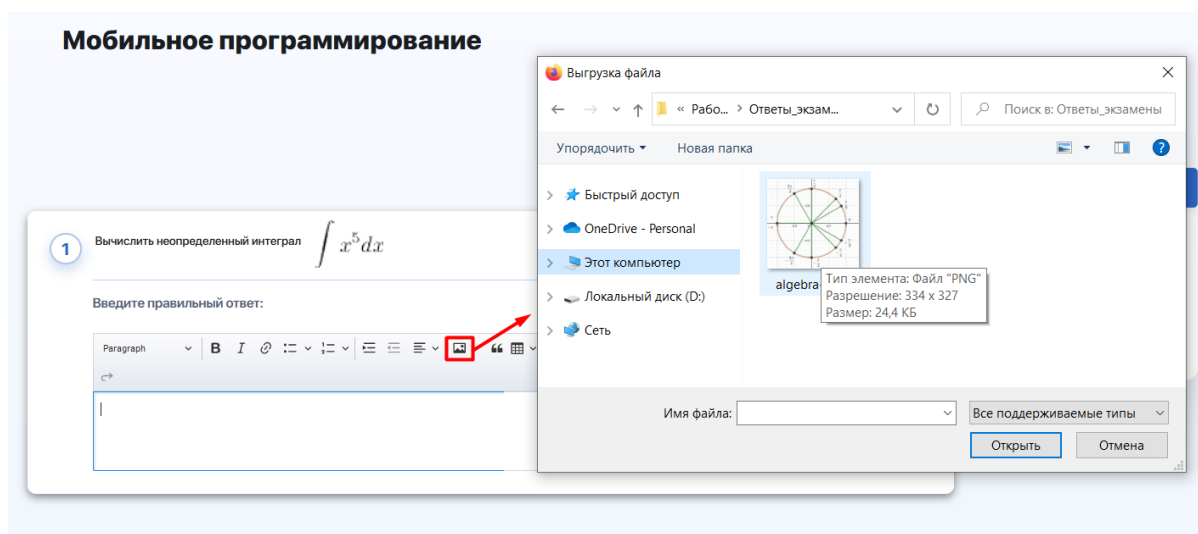 Мобильное программирование
Выгрузка файла
« Рабо... > Ответы_экзам...
Поиск в: Ответы_экзамены
Упорядочить
Новая папка
Быстрый доступ
OneDrive - Personal
Этот компьютер
Локальный диск (D:)
Сеть
algebra
Тип элемента: Файл "PNG"
Разрешение: 334 x 327
Размер: 24,4 КБ
Имя файла:
Все поддерживаемые типы
Открыть
Отмена
1
Вычислить неопределенный интеграл ∫ x⁵dx
Введите правильный ответ:
Paragraph